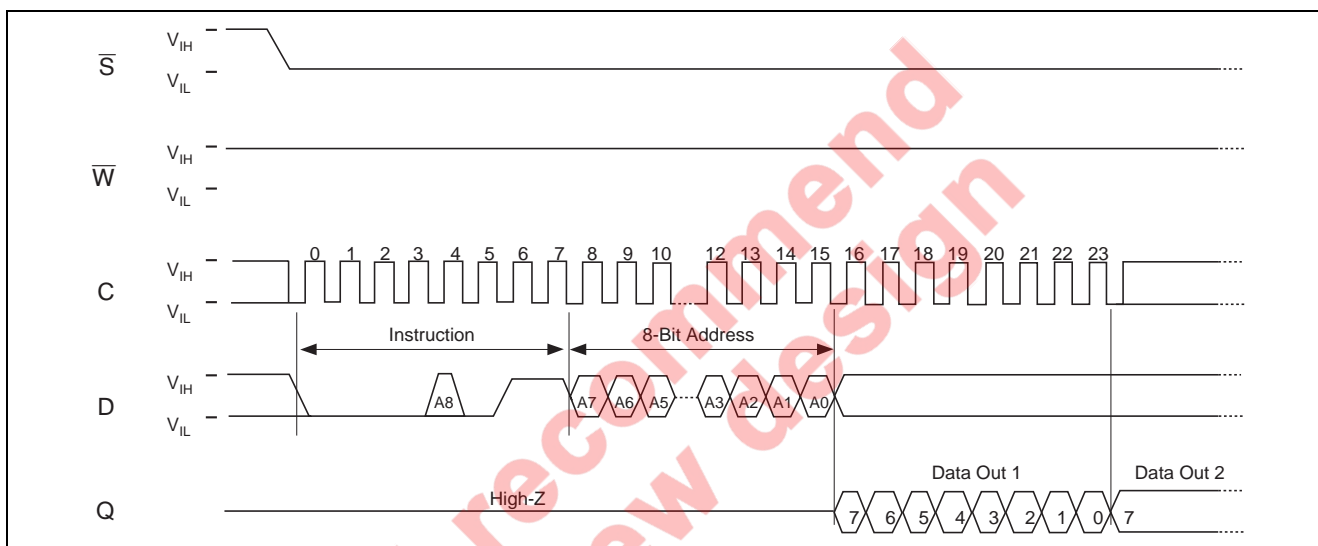 S
VIH
VIL
W
VIH
VIL
C
VIH
VIL
0 1 2 3 4 5 6 7 8 9 10 12 13 14 15 16 17 18 19 20 21 22 23
Instruction
8-Bit Address
D
VIH
VIL
A8 A7 A6 A5 A3 A2 A1 A0
Q
High-Z
Data Out 1
Data Out 2
7 6 5 4 3 2 1 0 7
recommend
design